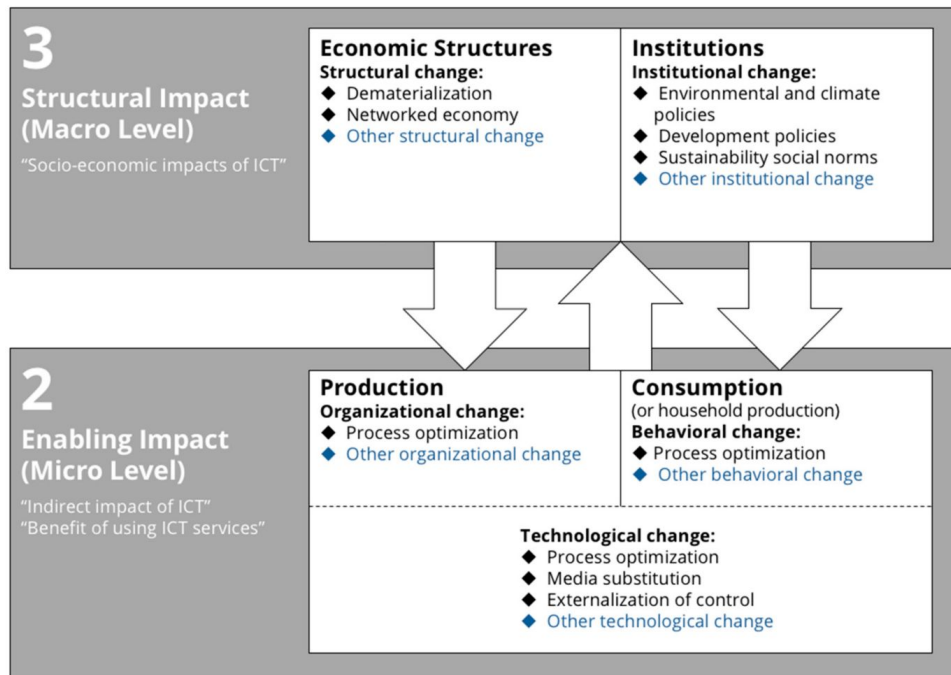 3
Structural Impact
(Macro Level)
“Socio-economic impacts of ICT”
Economic Structures
Structural change:
◆ Dematerialization
◆ Networked economy
◆ Other structural change
Institutions
Institutional change:
◆ Environmental and climate
policies
◆ Development policies
◆ Sustainability social norms
◆ Other institutional change
2
Enabling Impact
(Micro Level)
“Indirect impact of ICT”
“Benefit of using ICT services”
Production
Organizational change:
◆ Process optimization
◆ Other organizational change
Consumption
(or household production)
Behavioral change:
◆ Process optimization
◆ Other behavioral change
Technological change:
◆ Process optimization
◆ Media substitution
◆ Externalization of control
◆ Other technological change